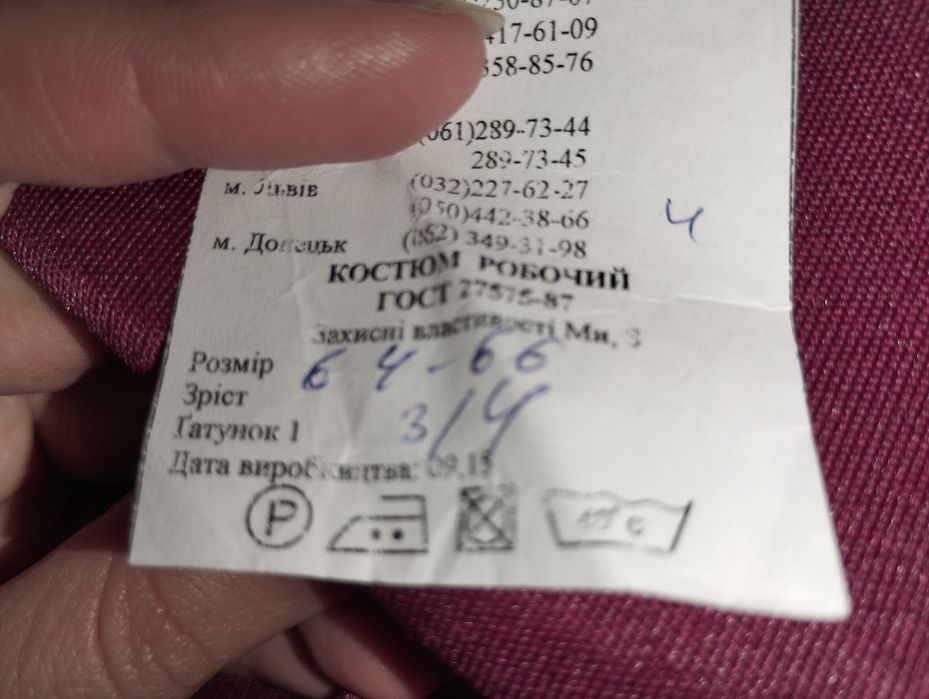 417-61-09
358-85-76
(061)289-73-44
289-73-45
м. Львів (032)227-62-27
(050)442-38-66
ч
м. Донецьк (062) 349-31-98
КОСТЮМ РОБОЧИЙ
ГОСТ 27575-87
Захисні властивості Ми, З
Розмір 64-66
Зріст 3/4
Ґатунок 1
Дата виробництва: 09.15
P